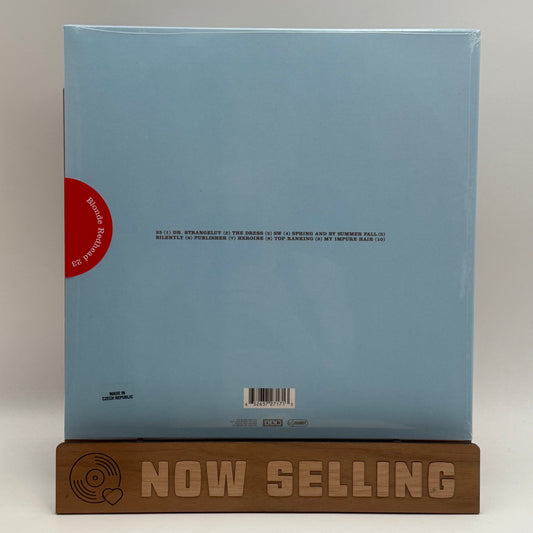 Blonde Redhead 23
23 (1) DR. STRANGELUV (2) THE DRESS (3) SW (4) SPRING AND BY SUMMER FALL (5)
SILENTLY (6) PUBLISHER (7) HEROINE (8) TOP RANKING (9) MY IMPURE HAIR (10)
MADE IN
CZECH REPUBLIC
NOW SELLING